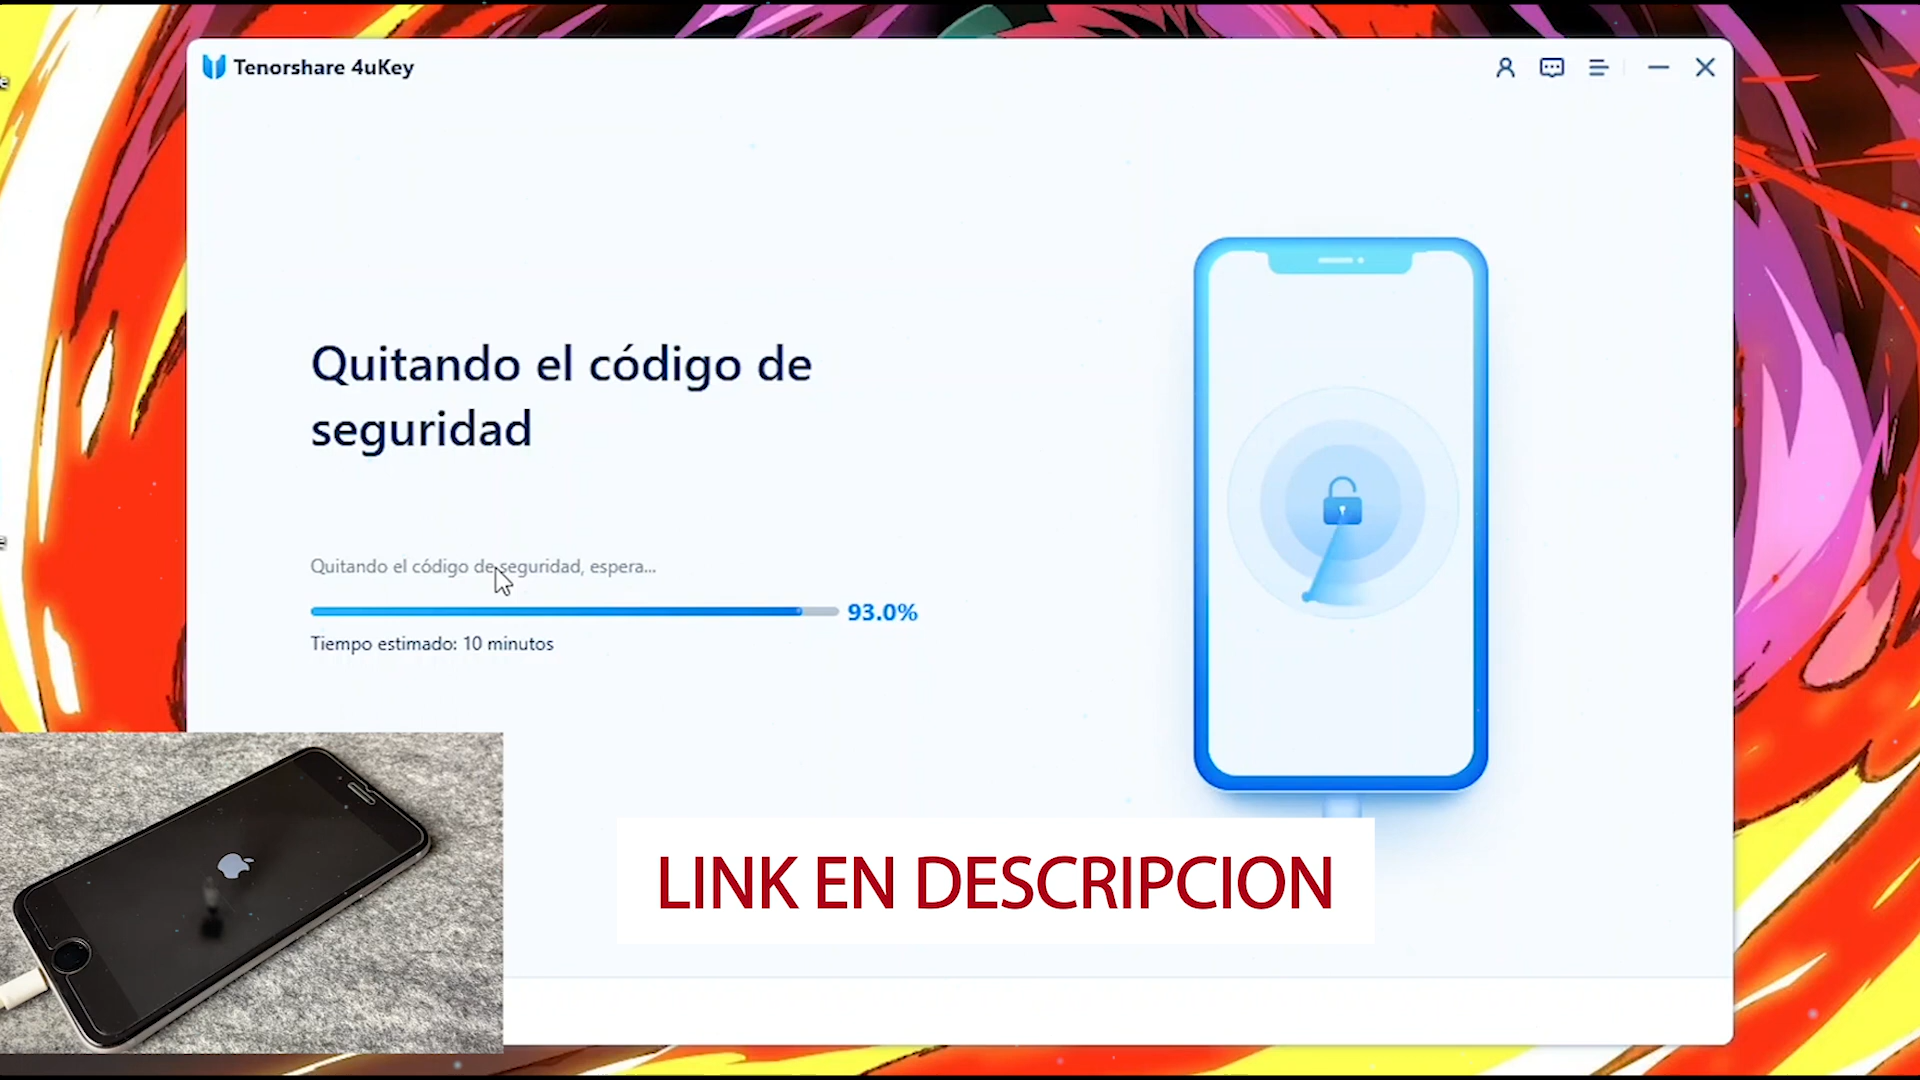 Tenorshare 4uKey
Quitando el código de
seguridad
Quitando el código de seguridad, espera...
93.0%
Tiempo estimado: 10 minutos
LINK EN DESCRIPCION